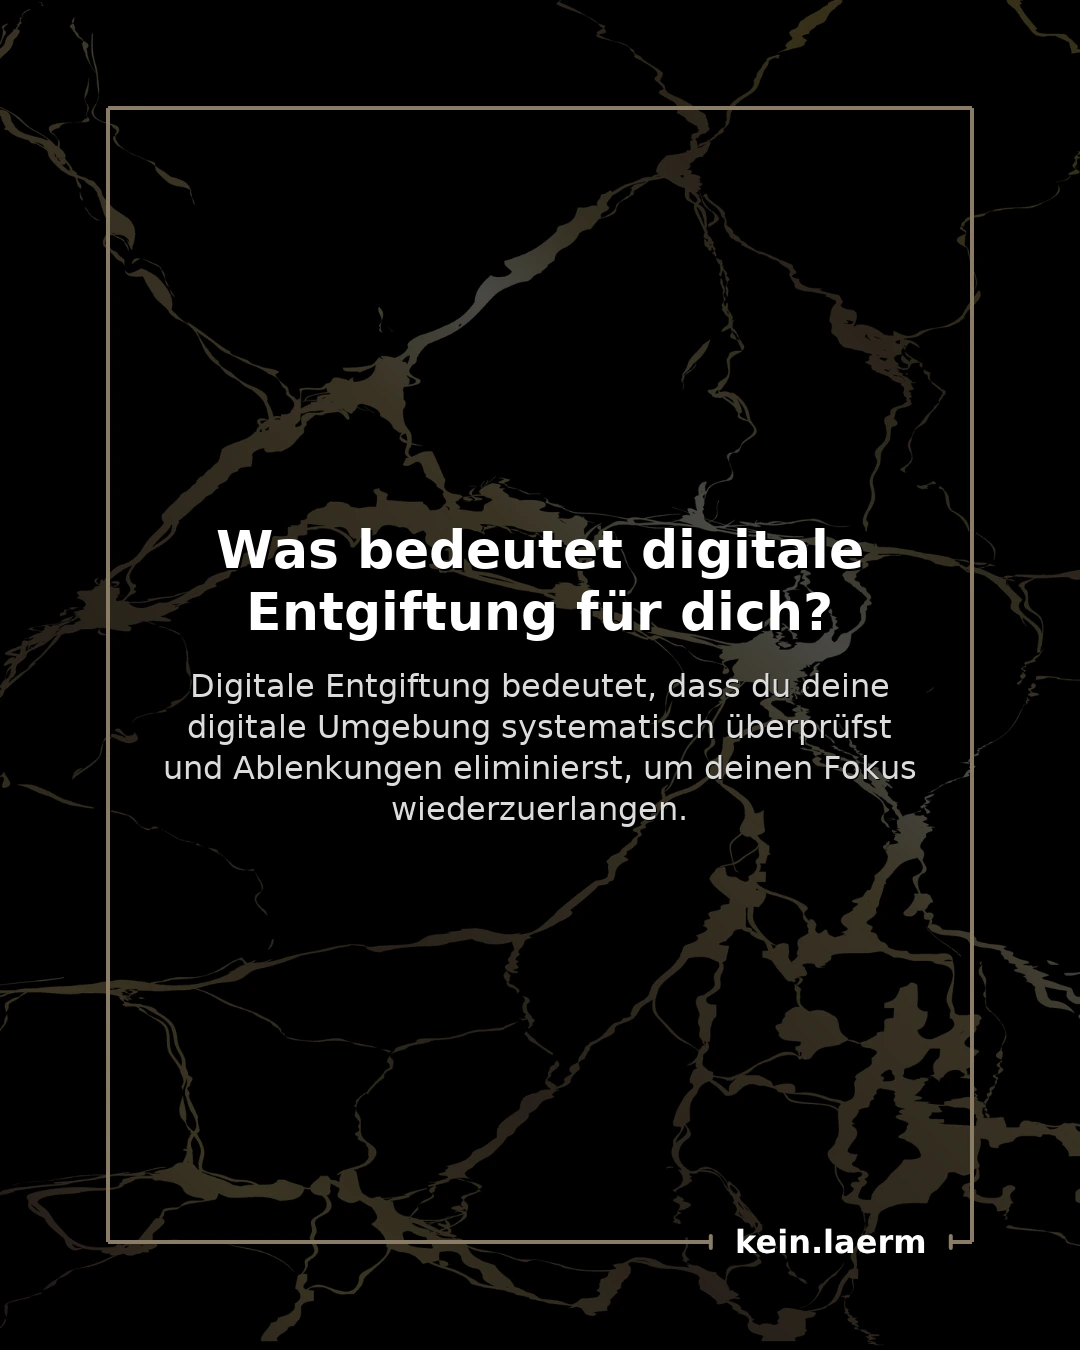 Was bedeutet digitale
Entgiftung für dich?
Digitale Entgiftung bedeutet, dass du deine
digitale Umgebung systematisch überprüfst
und Ablenkungen eliminierst, um deinen Fokus
wiederzuerlangen.
kein.laerm